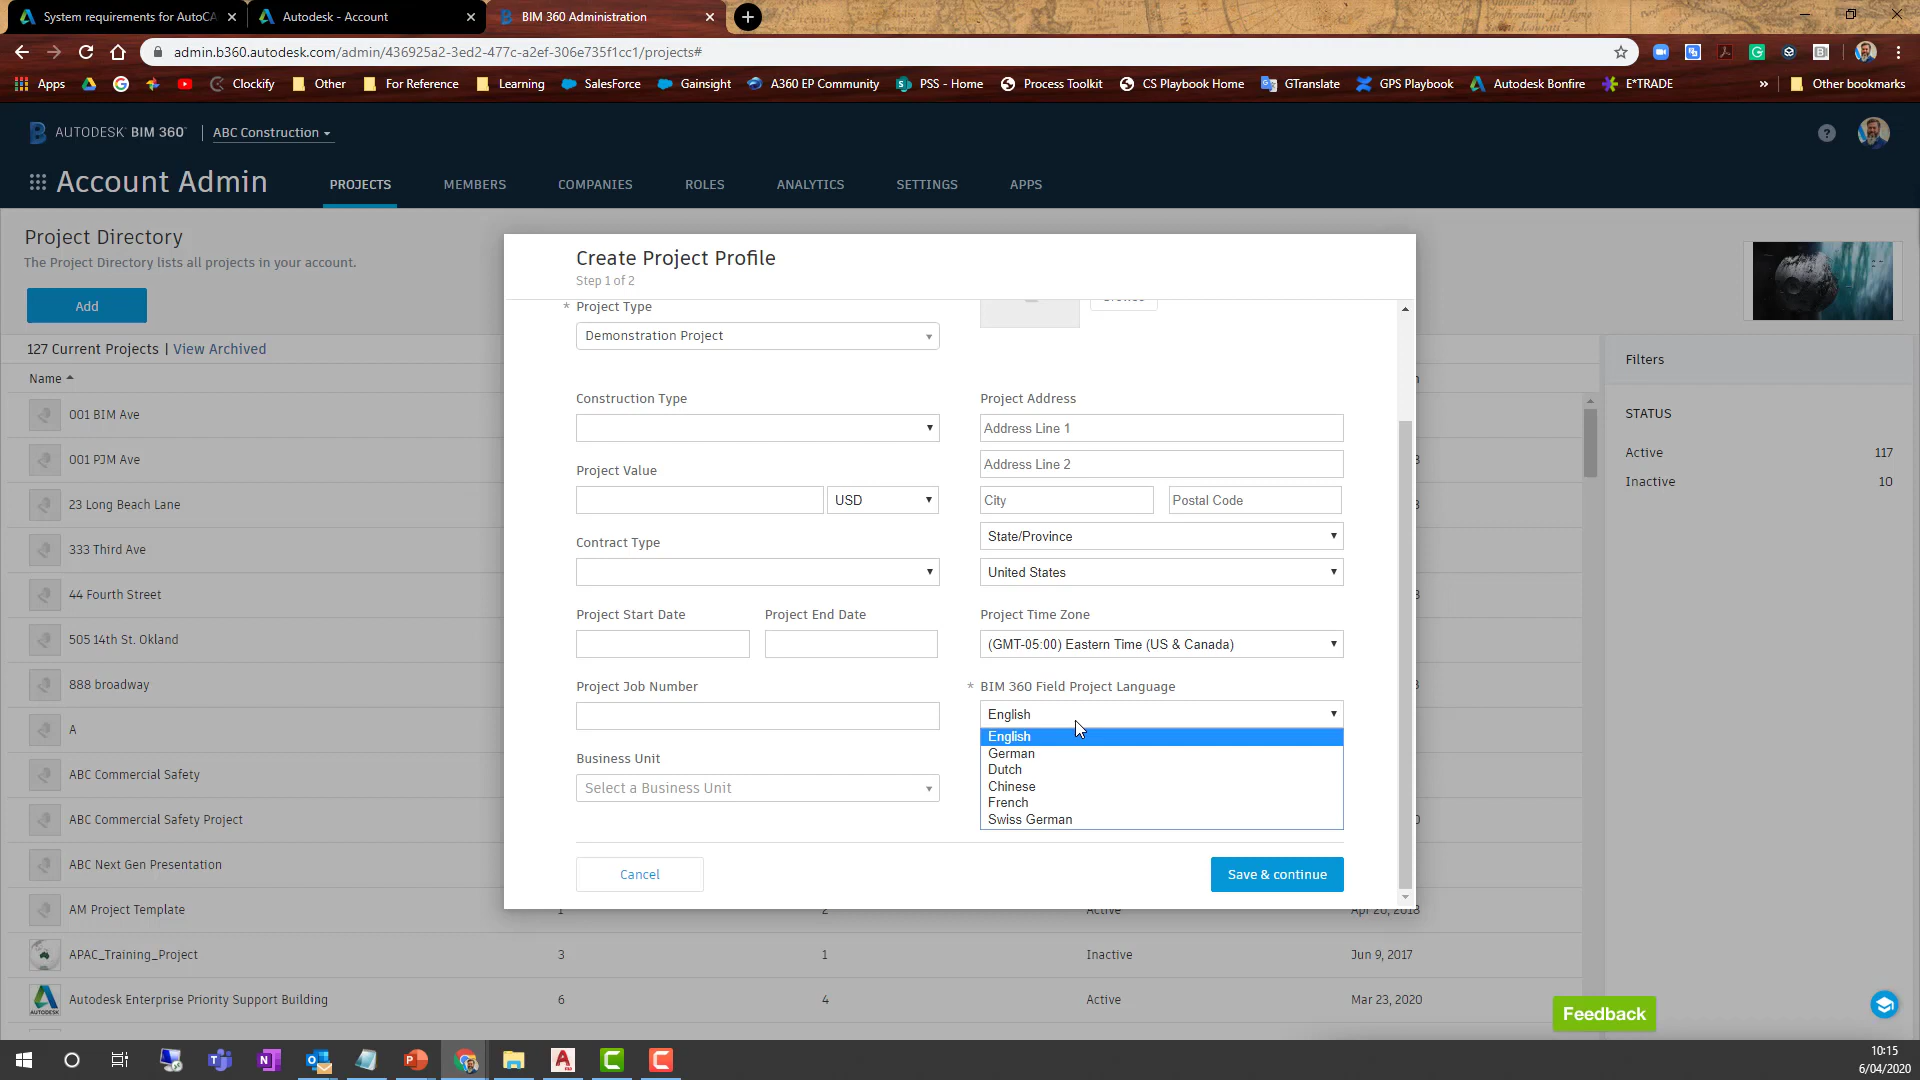 System requirements for AutoCA
Autodesk - Account
BIM 360 Administration
admin.b360.autodesk.com/admin/436925a2-3ed2-477c-a2ef-306e735f1cc1/projects#
Apps
Clockify
Other
For Reference
Learning
SalesForce
Gainsight
A360 EP Community
PSS - Home
Process Toolkit
CS Playbook Home
GTranslate
GPS Playbook
Autodesk Bonfire
E*TRADE
»
Other bookmarks
AUTODESK® BIM 360™
ABC Construction
Account Admin
PROJECTS
MEMBERS
COMPANIES
ROLES
ANALYTICS
SETTINGS
APPS
Project Directory
The Project Directory lists all projects in your account.
Add
127 Current Projects | View Archived
Name
001 BIM Ave
001 PJM Ave
23 Long Beach Lane
333 Third Ave
44 Fourth Street
505 14th St. Okland
888 broadway
A
ABC Commercial Safety
ABC Commercial Safety Project
ABC Next Gen Presentation
AM Project Template 1 2 Active Apr 26, 2018
APAC_Training_Project 3 1 Inactive Jun 9, 2017
Autodesk Enterprise Priority Support Building 6 4 Active Mar 23, 2020
Create Project Profile
Step 1 of 2
* Project Type
Demonstration Project
Construction Type
Project Value
USD
Contract Type
Project Start Date
Project End Date
Project Job Number
Business Unit
Select a Business Unit
Project Address
Address Line 1
Address Line 2
City
Postal Code
State/Province
United States
Project Time Zone
(GMT-05:00) Eastern Time (US & Canada)
* BIM 360 Field Project Language
English
English
German
Dutch
Chinese
French
Swiss German
Cancel
Save & continue
Filters
STATUS
Active 117
Inactive 10
Feedback
10:15
6/04/2020